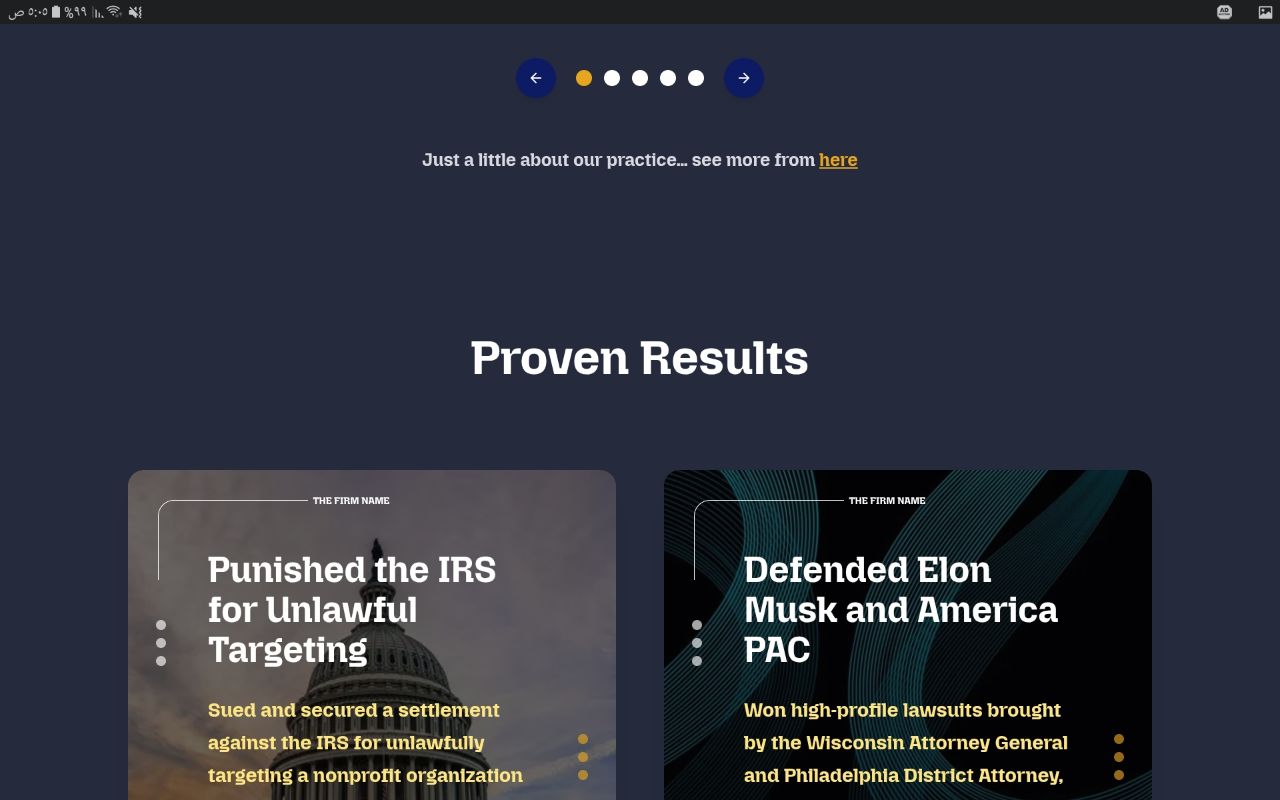 ص ٥:٠٥ %٩٩
AD
Just a little about our practice... see more from here
Proven Results
THE FIRM NAME
Punished the IRS
for Unlawful
Targeting
Sued and secured a settlement
against the IRS for unlawfully
targeting a nonprofit organization
THE FIRM NAME
Defended Elon
Musk and America
PAC
Won high-profile lawsuits brought
by the Wisconsin Attorney General
and Philadelphia District Attorney,